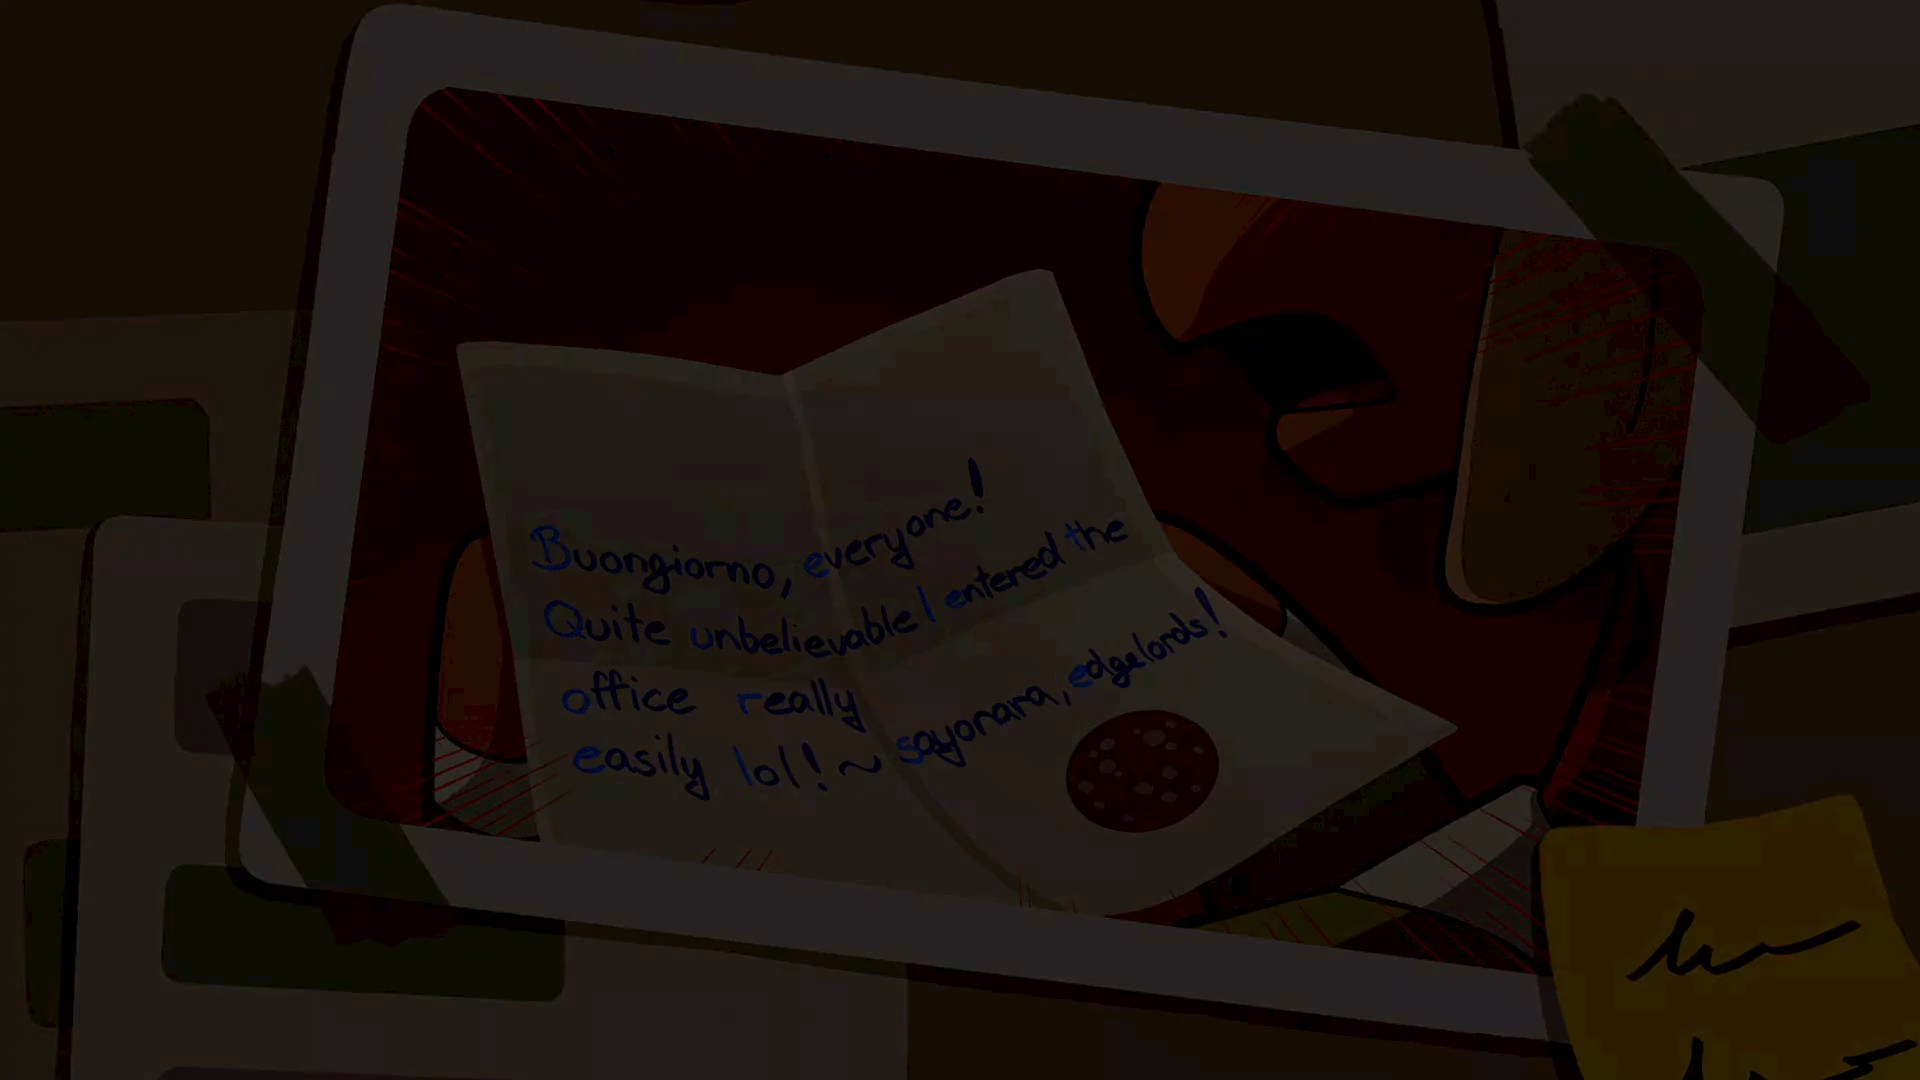 Buongiorno, everyone!
Quite unbelievable I entered the
office really
easily lol! ~ sayonara, edgelords!